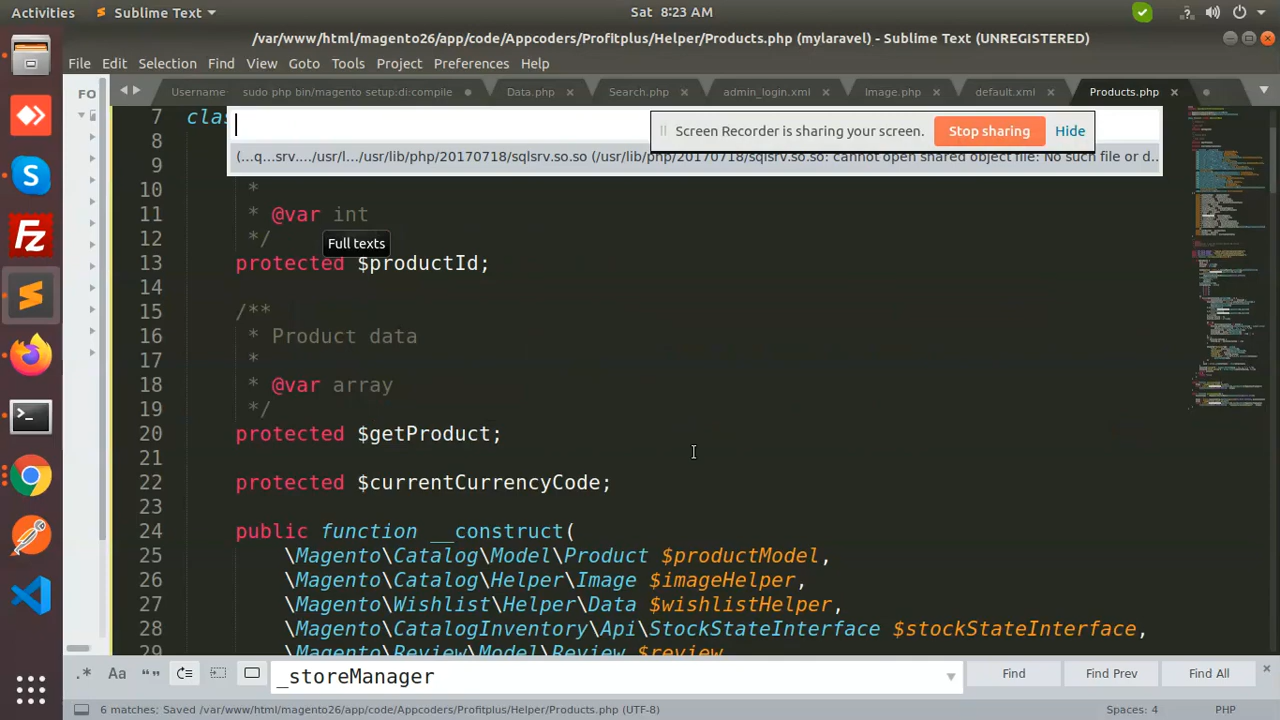 Activities Sublime Text Sat 8:23 AM
/var/www/html/magento26/app/code/Appcoders/Profitplus/Helper/Products.php (mylaravel) - Sublime Text (UNREGISTERED)
File Edit Selection Find View Goto Tools Project Preferences Help
FO
Username sudo php bin/magento setup:di:compile Data.php Search.php admin_login.xml Image.php default.xml Products.php
7 clas
Screen Recorder is sharing your screen. Stop sharing Hide
8
9 (...q...srv..../usr/l.../usr/lib/php/20170718/sqlsrv.so.so (/usr/lib/php/20170718/sqlsrv.so.so: cannot open shared object file: No such file or d...
10 *
11 * @var int
12 */
Full texts
13 protected $productId;
14
15 /**
16 * Product data
17 *
18 * @var array
19 */
20 protected $getProduct;
21
22 protected $currentCurrencyCode;
23
24 public function __construct(
25 \Magento\Catalog\Model\Product $productModel,
26 \Magento\Catalog\Helper\Image $imageHelper,
27 \Magento\Wishlist\Helper\Data $wishlistHelper,
28 \Magento\CatalogInventory\Api\StockStateInterface $stockStateInterface,
29 \Magento\Review\Model\Review $review
.* Aa “” _storeManager Find Find Prev Find All
6 matches; Saved /var/www/html/magento26/app/code/Appcoders/Profitplus/Helper/Products.php (UTF-8) Spaces: 4 PHP